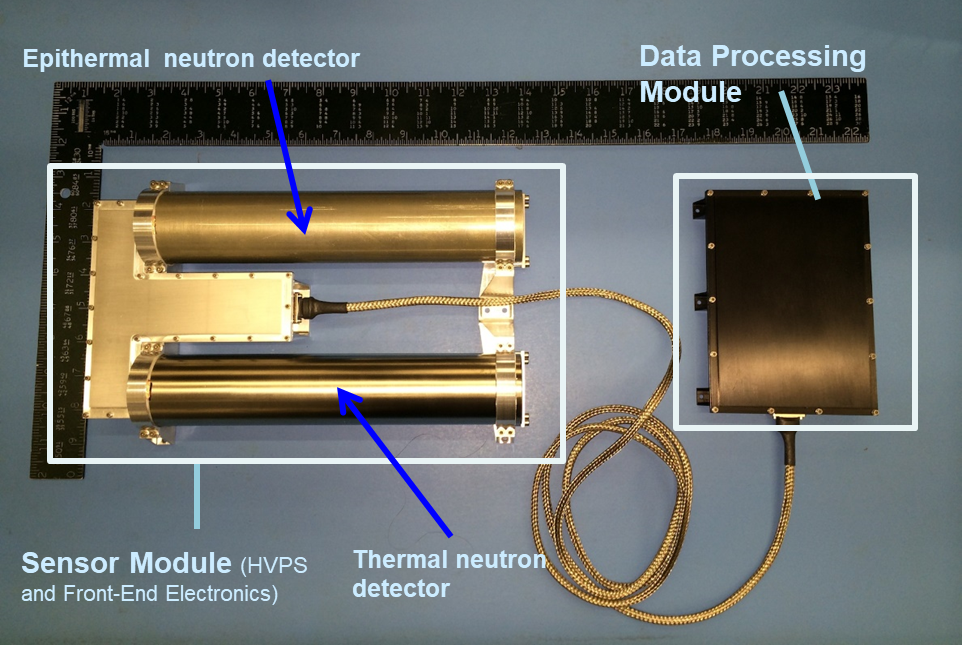 Epithermal neutron detector
Data Processing
Module
Sensor Module (HVPS
and Front-End Electronics)
Thermal neutron
detector